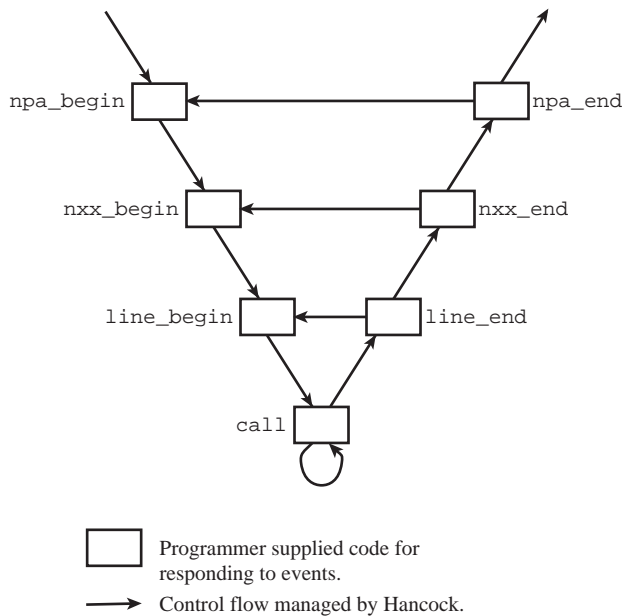 npa_begin
npa_end
nxx_begin
nxx_end
line_begin
line_end
call
Programmer supplied code for
responding to events.
Control flow managed by Hancock.